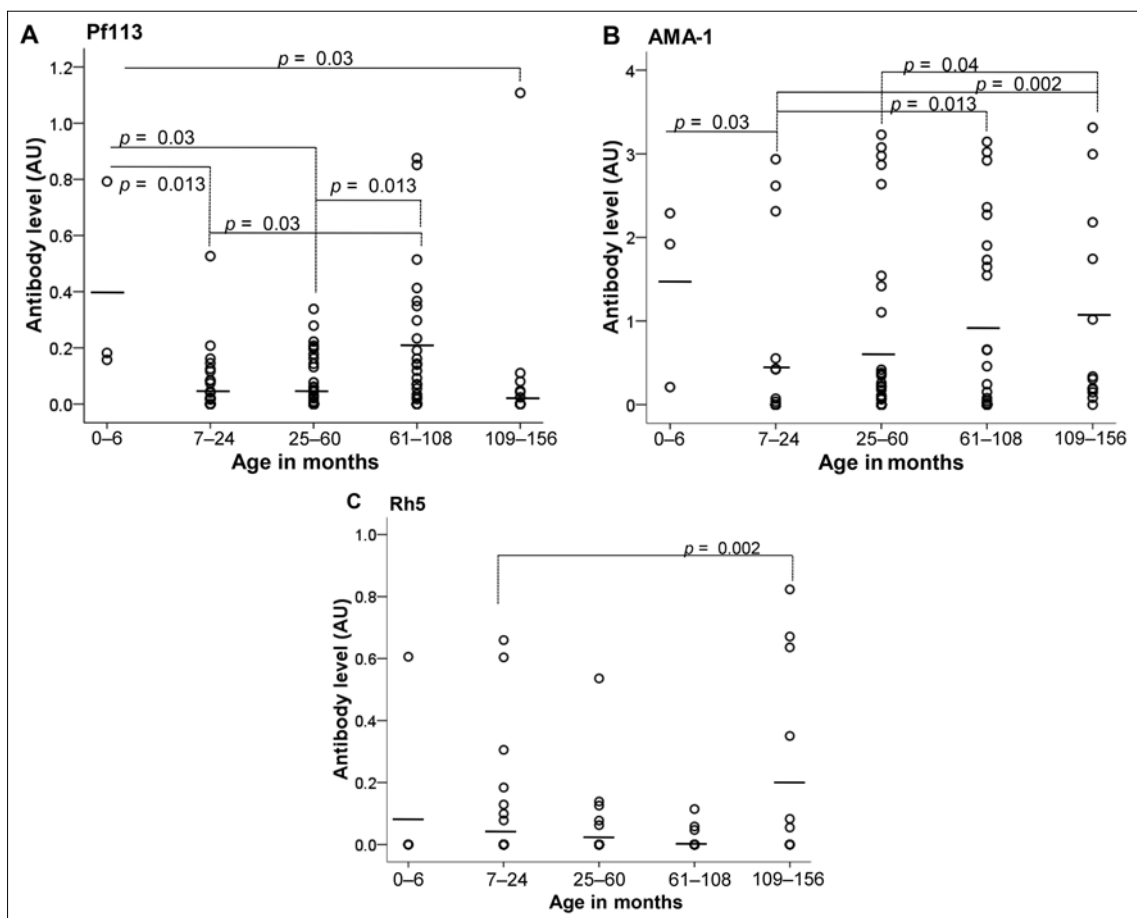 A Pf113
Antibody level (AU)
1.2
1.0
0.8
0.6
0.4
0.2
0.0
p = 0.03
p = 0.03
p = 0.013
p = 0.013
p = 0.03
0–6 7–24 25–60 61–108 109–156
Age in months
B AMA-1
Antibody level (AU)
4
3
2
1
0
p = 0.04
p = 0.002
p = 0.013
p = 0.03
0–6 7–24 25–60 61–108 109–156
Age in months
C Rh5
Antibody level (AU)
1.0
0.8
0.6
0.4
0.2
0.0
p = 0.002
0–6 7–24 25–60 61–108 109–156
Age in months